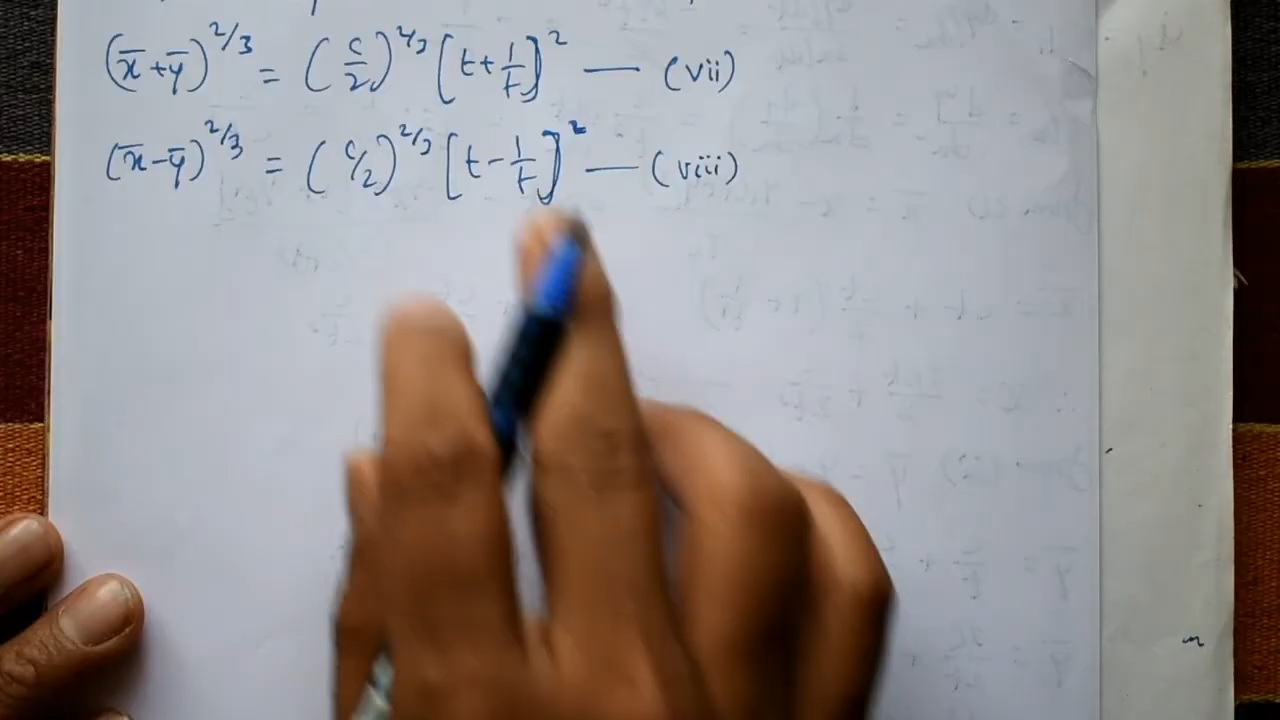 (x̄+ȳ)^2/3 = (c/2)^2/3 [t+1/t]^2 — (vii)
(x̄-ȳ)^2/3 = (c/2)^2/3 [t-1/t]^2 — (viii)